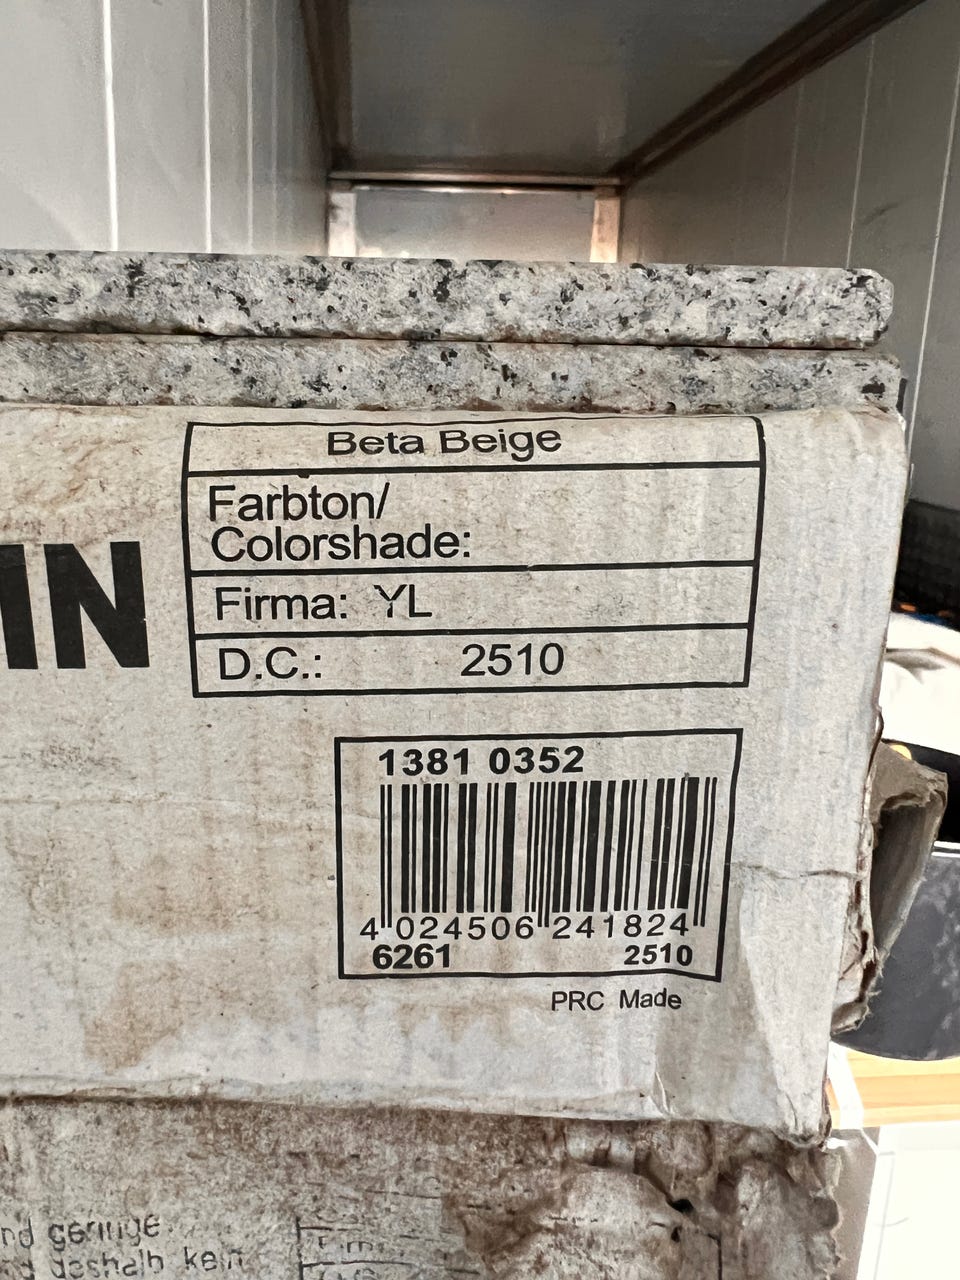 Beta Beige
Farbton/
Colorshade:
IN
Firma: YL
D.C.: 2510
1381 0352
4 024506 241824
6261 2510
PRC Made
nd geringe
deshalb kein